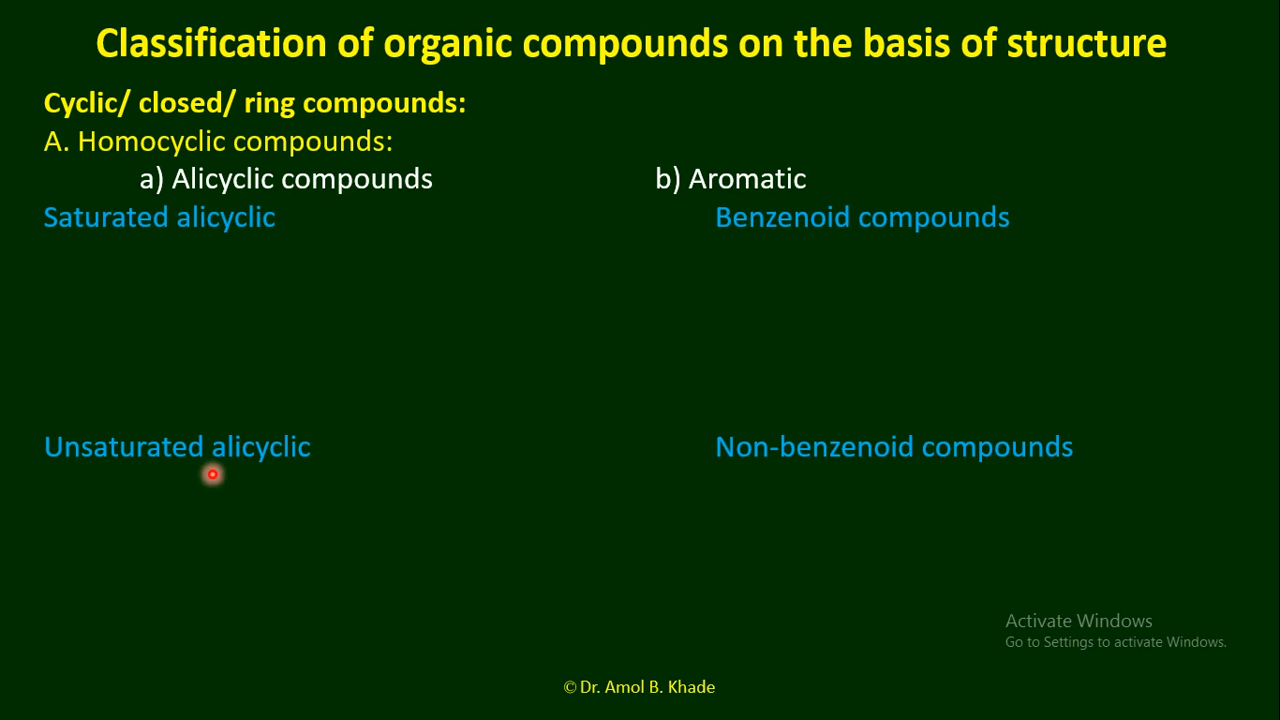 Classification of organic compounds on the basis of structure
Cyclic/ closed/ ring compounds:
A. Homocyclic compounds:
a) Alicyclic compounds
b) Aromatic
Saturated alicyclic
Benzenoid compounds
Unsaturated alicyclic
Non-benzenoid compounds
Activate Windows
Go to Settings to activate Windows.
© Dr. Amol B. Khade